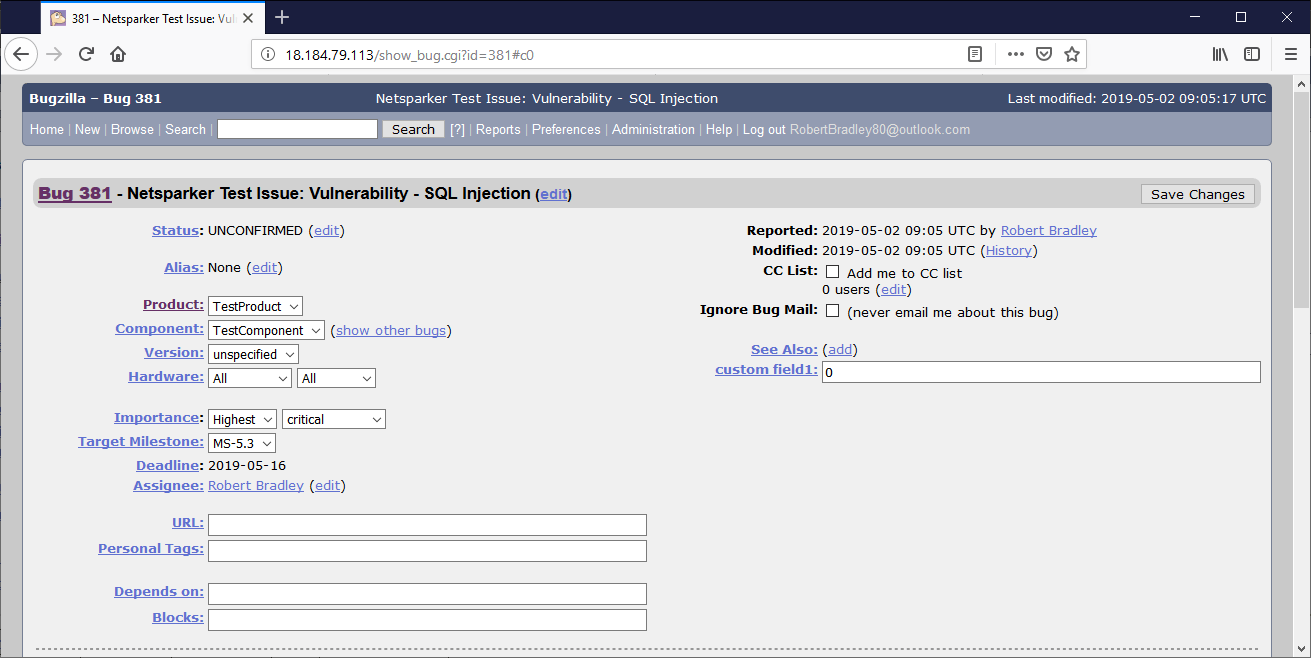 381 – Netsparker Test Issue: Vul
18.184.79.113/show_bug.cgi?id=381#c0
Bugzilla – Bug 381 Netsparker Test Issue: Vulnerability - SQL Injection Last modified: 2019-05-02 09:05:17 UTC
Home | New | Browse | Search | Search [?] | Reports | Preferences | Administration | Help | Log out RobertBradley80@outlook.com
Bug 381 - Netsparker Test Issue: Vulnerability - SQL Injection (edit) Save Changes
Status: UNCONFIRMED (edit)
Alias: None (edit)
Product: TestProduct
Component: TestComponent (show other bugs)
Version: unspecified
Hardware: All All
Importance: Highest critical
Target Milestone: MS-5.3
Deadline: 2019-05-16
Assignee: Robert Bradley (edit)
URL:
Personal Tags:
Depends on:
Blocks:
Reported: 2019-05-02 09:05 UTC by Robert Bradley
Modified: 2019-05-02 09:05 UTC (History)
CC List: Add me to CC list
0 users (edit)
Ignore Bug Mail: (never email me about this bug)
See Also: (add)
custom field1: 0